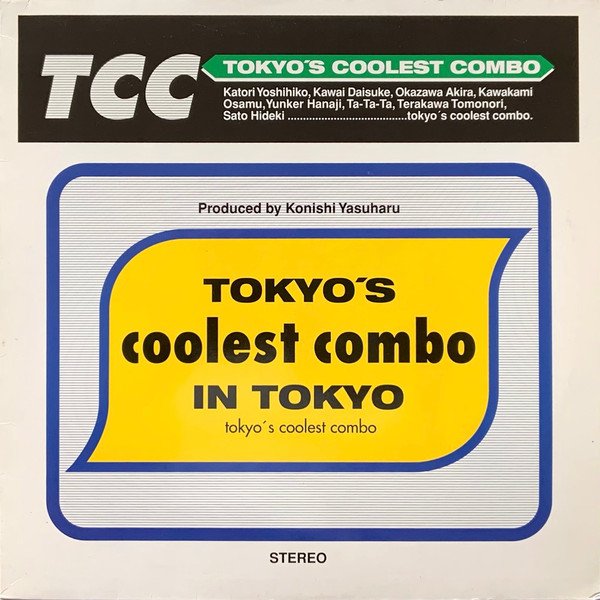 TCC
TOKYO´S COOLEST COMBO
Katori Yoshihiko, Kawai Daisuke, Okazawa Akira, Kawakami
Osamu, Yunker Hanaji, Ta-Ta-Ta, Terakawa Tomonori,
Sato Hideki .......................................tokyo´s coolest combo.
Produced by Konishi Yasuharu
TOKYO´S
coolest combo
IN TOKYO
tokyo´s coolest combo
STEREO